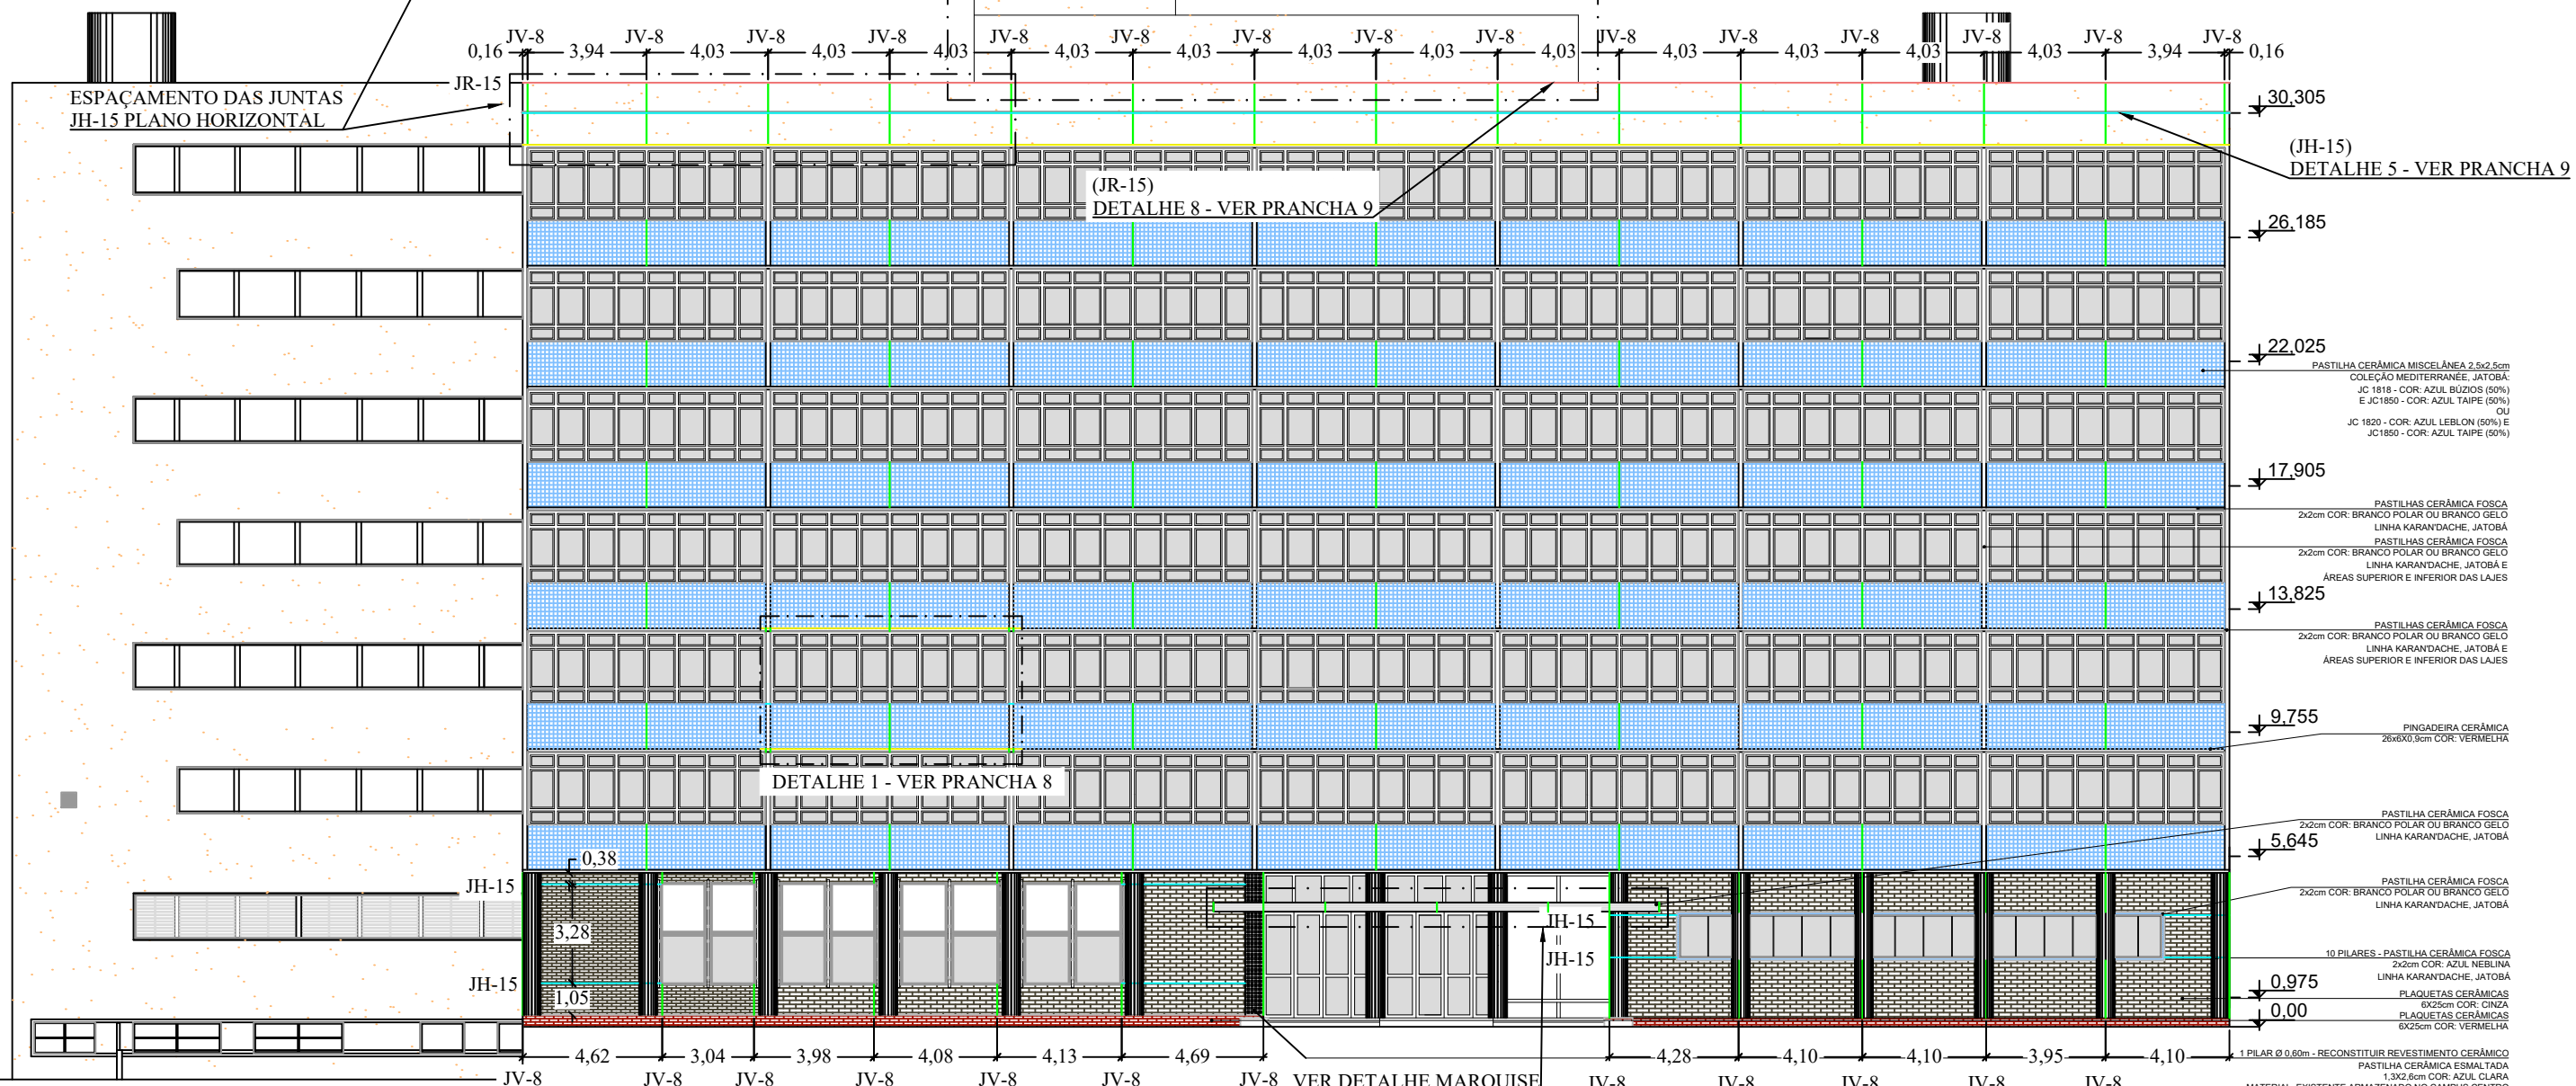 JV-8 JV-8 JV-8 JV-8 JV-8 JV-8 JV-8 JV-8 JV-8 JV-8 JV-8 JV-8 JV-8 JV-8 JV-8
0,16 3,94 4,03 4,03 4,03 4,03 4,03 4,03 4,03 4,03 4,03 4,03 4,03 4,03 3,94 0,16
JR-15
ESPAÇAMENTO DAS JUNTAS
JH-15 PLANO HORIZONTAL
30,305
(JH-15)
DETALHE 5 - VER PRANCHA 9
(JR-15)
DETALHE 8 - VER PRANCHA 9
26,185
22,025
PASTILHA CERÂMICA MISCELÂNEA 2,5x2,5cm
COLEÇÃO MEDITERRANÉE, JATOBÁ:
JC 1818 - COR: AZUL BÚZIOS (50%)
E JC1850 - COR: AZUL TAIPE (50%)
OU
JC 1820 - COR: AZUL LEBLON (50%) E
JC1850 - COR: AZUL TAIPE (50%)
17,905
PASTILHAS CERÂMICA FOSCA
2x2cm COR: BRANCO POLAR OU BRANCO GELO
LINHA KARAN'DACHE, JATOBÁ
PASTILHAS CERÂMICA FOSCA
2x2cm COR: BRANCO POLAR OU BRANCO GELO
LINHA KARAN'DACHE, JATOBÁ E
ÁREAS SUPERIOR E INFERIOR DAS LAJES
13,825
PASTILHAS CERÂMICA FOSCA
2x2cm COR: BRANCO POLAR OU BRANCO GELO
LINHA KARAN'DACHE, JATOBÁ E
ÁREAS SUPERIOR E INFERIOR DAS LAJES
9,755
PINGADEIRA CERÂMICA
26x6X0,9cm COR: VERMELHA
DETALHE 1 - VER PRANCHA 8
PASTILHA CERÂMICA FOSCA
2x2cm COR: BRANCO POLAR OU BRANCO GELO
LINHA KARAN'DACHE, JATOBÁ
5,645
0,38
JH-15
PASTILHA CERÂMICA FOSCA
2x2cm COR: BRANCO POLAR OU BRANCO GELO
LINHA KARAN'DACHE, JATOBÁ
3,28
JH-15
JH-15
10 PILARES - PASTILHA CERÂMICA FOSCA
2x2cm COR: AZUL NEBLINA
LINHA KARAN'DACHE, JATOBÁ
JH-15
0,975
1,05
PLAQUETAS CERÂMICAS
6X25cm COR: CINZA
0,00
PLAQUETAS CERÂMICAS
6X25cm COR: VERMELHA
4,62 3,04 3,98 4,08 4,13 4,69 4,28 4,10 4,10 3,95 4,10
1 PILAR Ø 0,60m - RECONSTITUIR REVESTIMENTO CERÂMICO
PASTILHA CERÂMICA ESMALTADA
1,3X2,6cm COR: AZUL CLARA
MATERIAL EXISTENTE ARMAZENADO NO CAMPUS CENTRO
JV-8 JV-8 JV-8 JV-8 JV-8 JV-8 JV-8 VER DETALHE MARQUISE JV-8 JV-8 JV-8 JV-8 JV-8